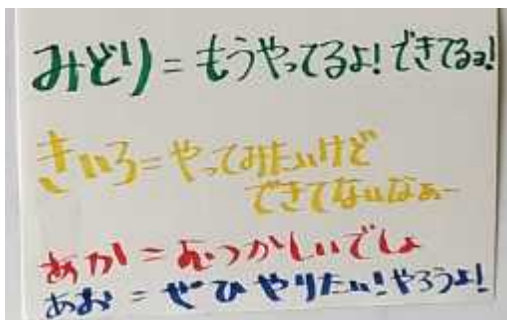 みどり=もうやってるよ!できてるよ!
きいろ=やってみたいけど
できてないなぁー
あか=むつかしいでしょ
あお=ぜひやりたい!やろうよ!